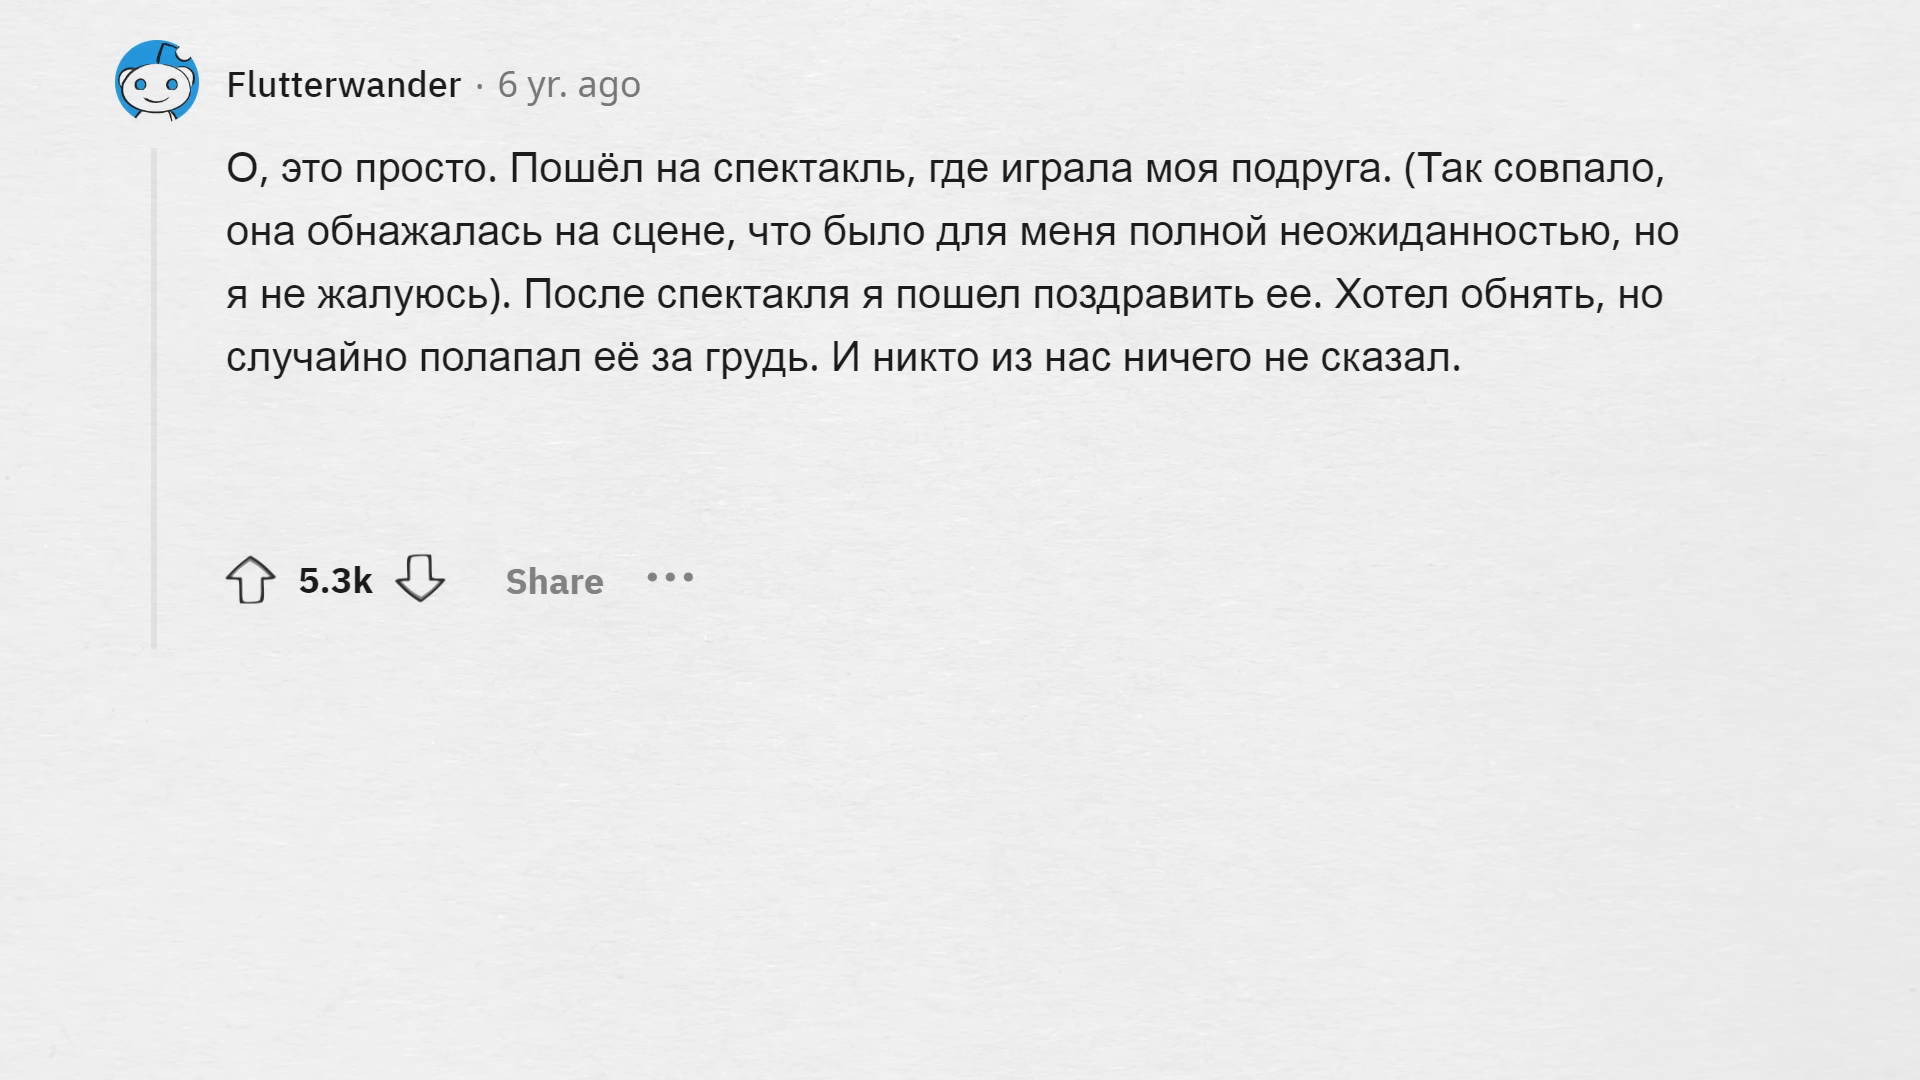 Flutterwander · 6 yr. ago
О, это просто. Пошёл на спектакль, где играла моя подруга. (Так совпало,
она обнажалась на сцене, что было для меня полной неожиданностью, но
я не жалуюсь). После спектакля я пошел поздравить ее. Хотел обнять, но
случайно полапал её за грудь. И никто из нас ничего не сказал.
5.3k Share •••